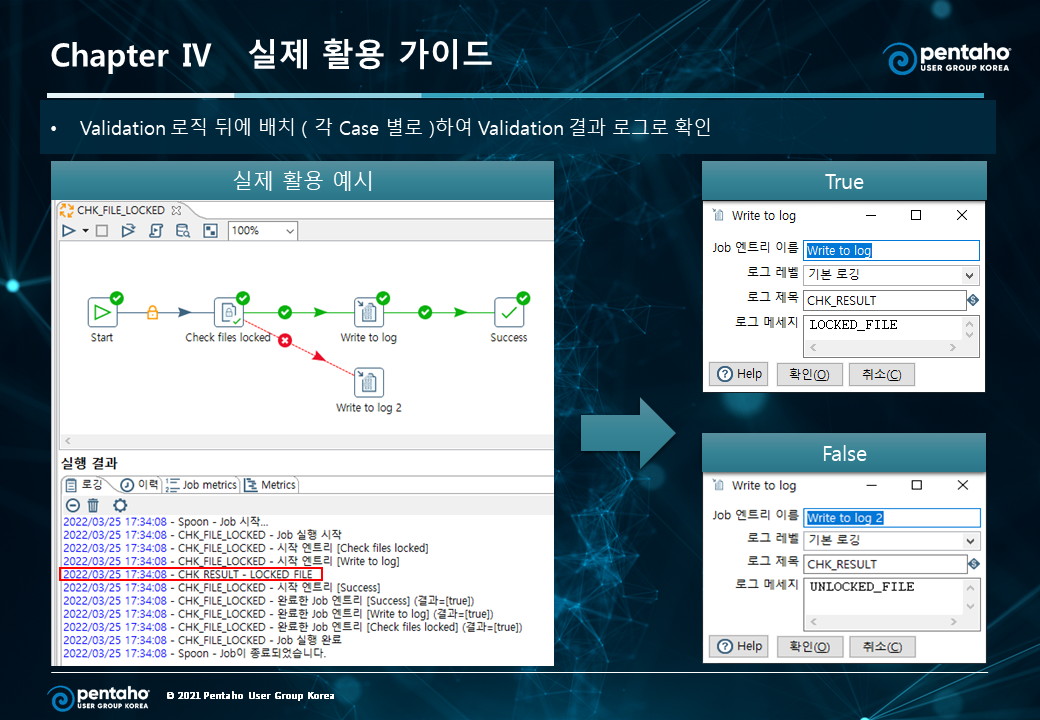 Chapter Ⅳ 실제 활용 가이드
pentaho
USER GROUP KOREA
• Validation 로직 뒤에 배치 ( 각 Case 별로 )하여 Validation 결과 로그로 확인
실제 활용 예시
CHK_FILE_LOCKED
100%
Start
Check files locked
Write to log
Success
Write to log 2
실행 결과
로깅
이력
Job metrics
Metrics
2022/03/25 17:34:08 - Spoon - Job 시작...
2022/03/25 17:34:08 - CHK_FILE_LOCKED - Job 실행 시작
2022/03/25 17:34:08 - CHK_FILE_LOCKED - 시작 엔트리 [Check files locked]
2022/03/25 17:34:08 - CHK_FILE_LOCKED - 시작 엔트리 [Write to log]
2022/03/25 17:34:08 - CHK_RESULT - LOCKED_FILE
2022/03/25 17:34:08 - CHK_FILE_LOCKED - 시작 엔트리 [Success]
2022/03/25 17:34:08 - CHK_FILE_LOCKED - 완료한 Job 엔트리 [Success] (결과=[true])
2022/03/25 17:34:08 - CHK_FILE_LOCKED - 완료한 Job 엔트리 [Write to log] (결과=[true])
2022/03/25 17:34:08 - CHK_FILE_LOCKED - 완료한 Job 엔트리 [Check files locked] (결과=[true])
2022/03/25 17:34:08 - CHK_FILE_LOCKED - Job 실행 완료
2022/03/25 17:34:08 - Spoon - Job이 종료되었습니다.
True
Write to log
Job 엔트리 이름 Write to log
로그 레벨 기본 로깅
로그 제목 CHK_RESULT
로그 메세지 LOCKED_FILE
Help 확인(O) 취소(C)
False
Write to log
Job 엔트리 이름 Write to log 2
로그 레벨 기본 로깅
로그 제목 CHK_RESULT
로그 메세지 UNLOCKED_FILE
Help 확인(O) 취소(C)
pentaho
USER GROUP KOREA
© 2021 Pentaho User Group Korea